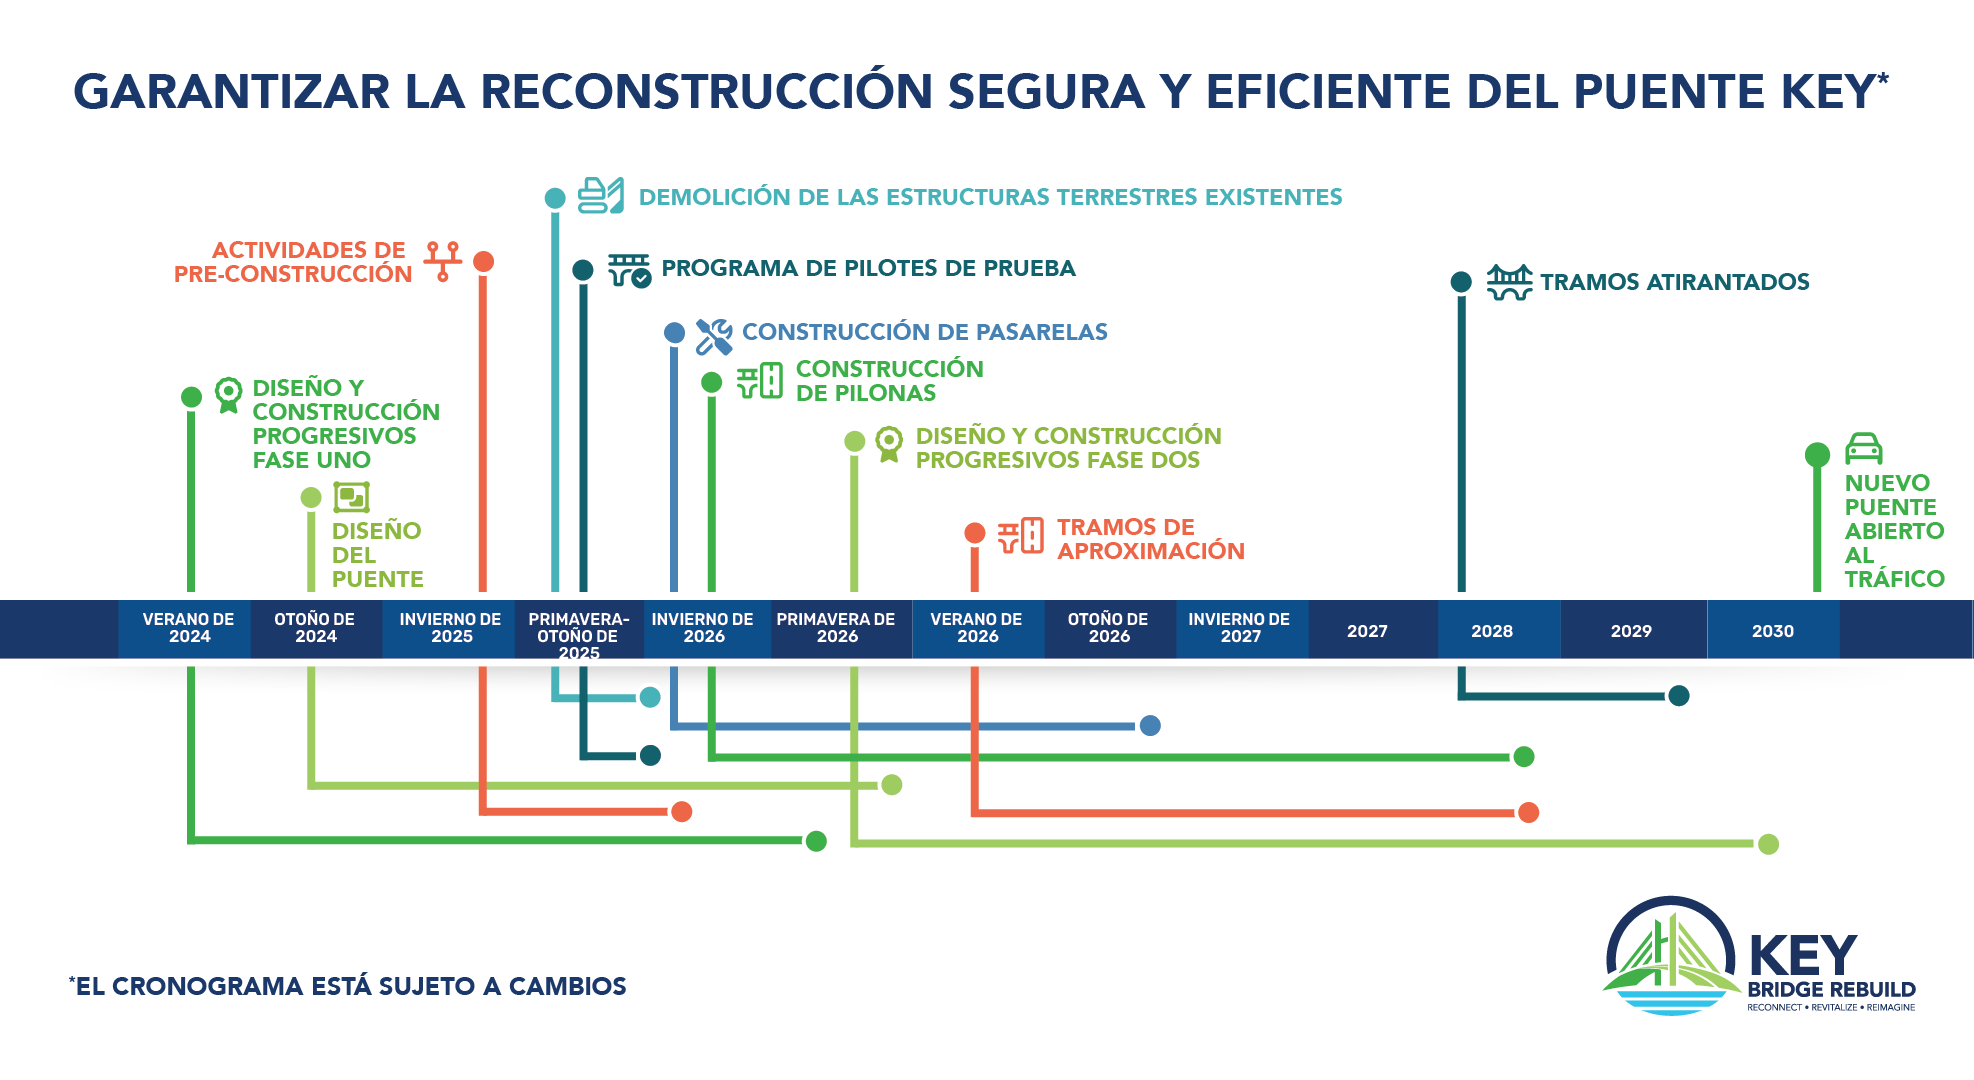 GARANTIZAR LA RECONSTRUCCIÓN SEGURA Y EFICIENTE DEL PUENTE KEY*
DEMOLICIÓN DE LAS ESTRUCTURAS TERRESTRES EXISTENTES
ACTIVIDADES DE
PRE-CONSTRUCCIÓN
PROGRAMA DE PILOTES DE PRUEBA
TRAMOS ATIRANTADOS
CONSTRUCCIÓN DE PASARELAS
CONSTRUCCIÓN
DE PILONAS
DISEÑO Y
CONSTRUCCIÓN
PROGRESIVOS
FASE UNO
DISEÑO Y CONSTRUCCIÓN
PROGRESIVOS FASE DOS
DISEÑO
DEL
PUENTE
TRAMOS DE
APROXIMACIÓN
NUEVO
PUENTE
ABIERTO
AL
TRÁFICO
VERANO DE
2024
OTOÑO DE
2024
INVIERNO DE
2025
PRIMAVERA-
OTOÑO DE
2025
INVIERNO DE
2026
PRIMAVERA DE
2026
VERANO DE
2026
OTOÑO DE
2026
INVIERNO DE
2027
2027
2028
2029
2030
*EL CRONOGRAMA ESTÁ SUJETO A CAMBIOS
KEY
BRIDGE REBUILD
RECONNECT • REVITALIZE • REIMAGINE